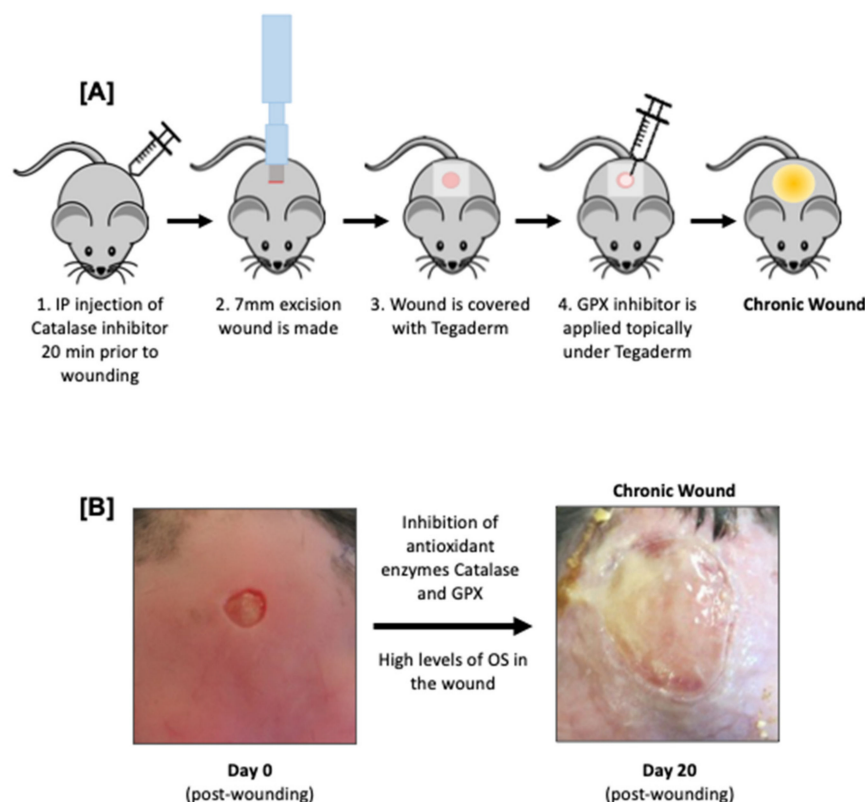 [A]
1. IP injection of
Catalase inhibitor
20 min prior to
wounding
2. 7mm excision
wound is made
3. Wound is covered
with Tegaderm
4. GPX inhibitor is
applied topically
under Tegaderm
Chronic Wound
[B]
Inhibition of
antioxidant
enzymes Catalase
and GPX
High levels of OS in
the wound
Chronic Wound
Day 0
(post-wounding)
Day 20
(post-wounding)